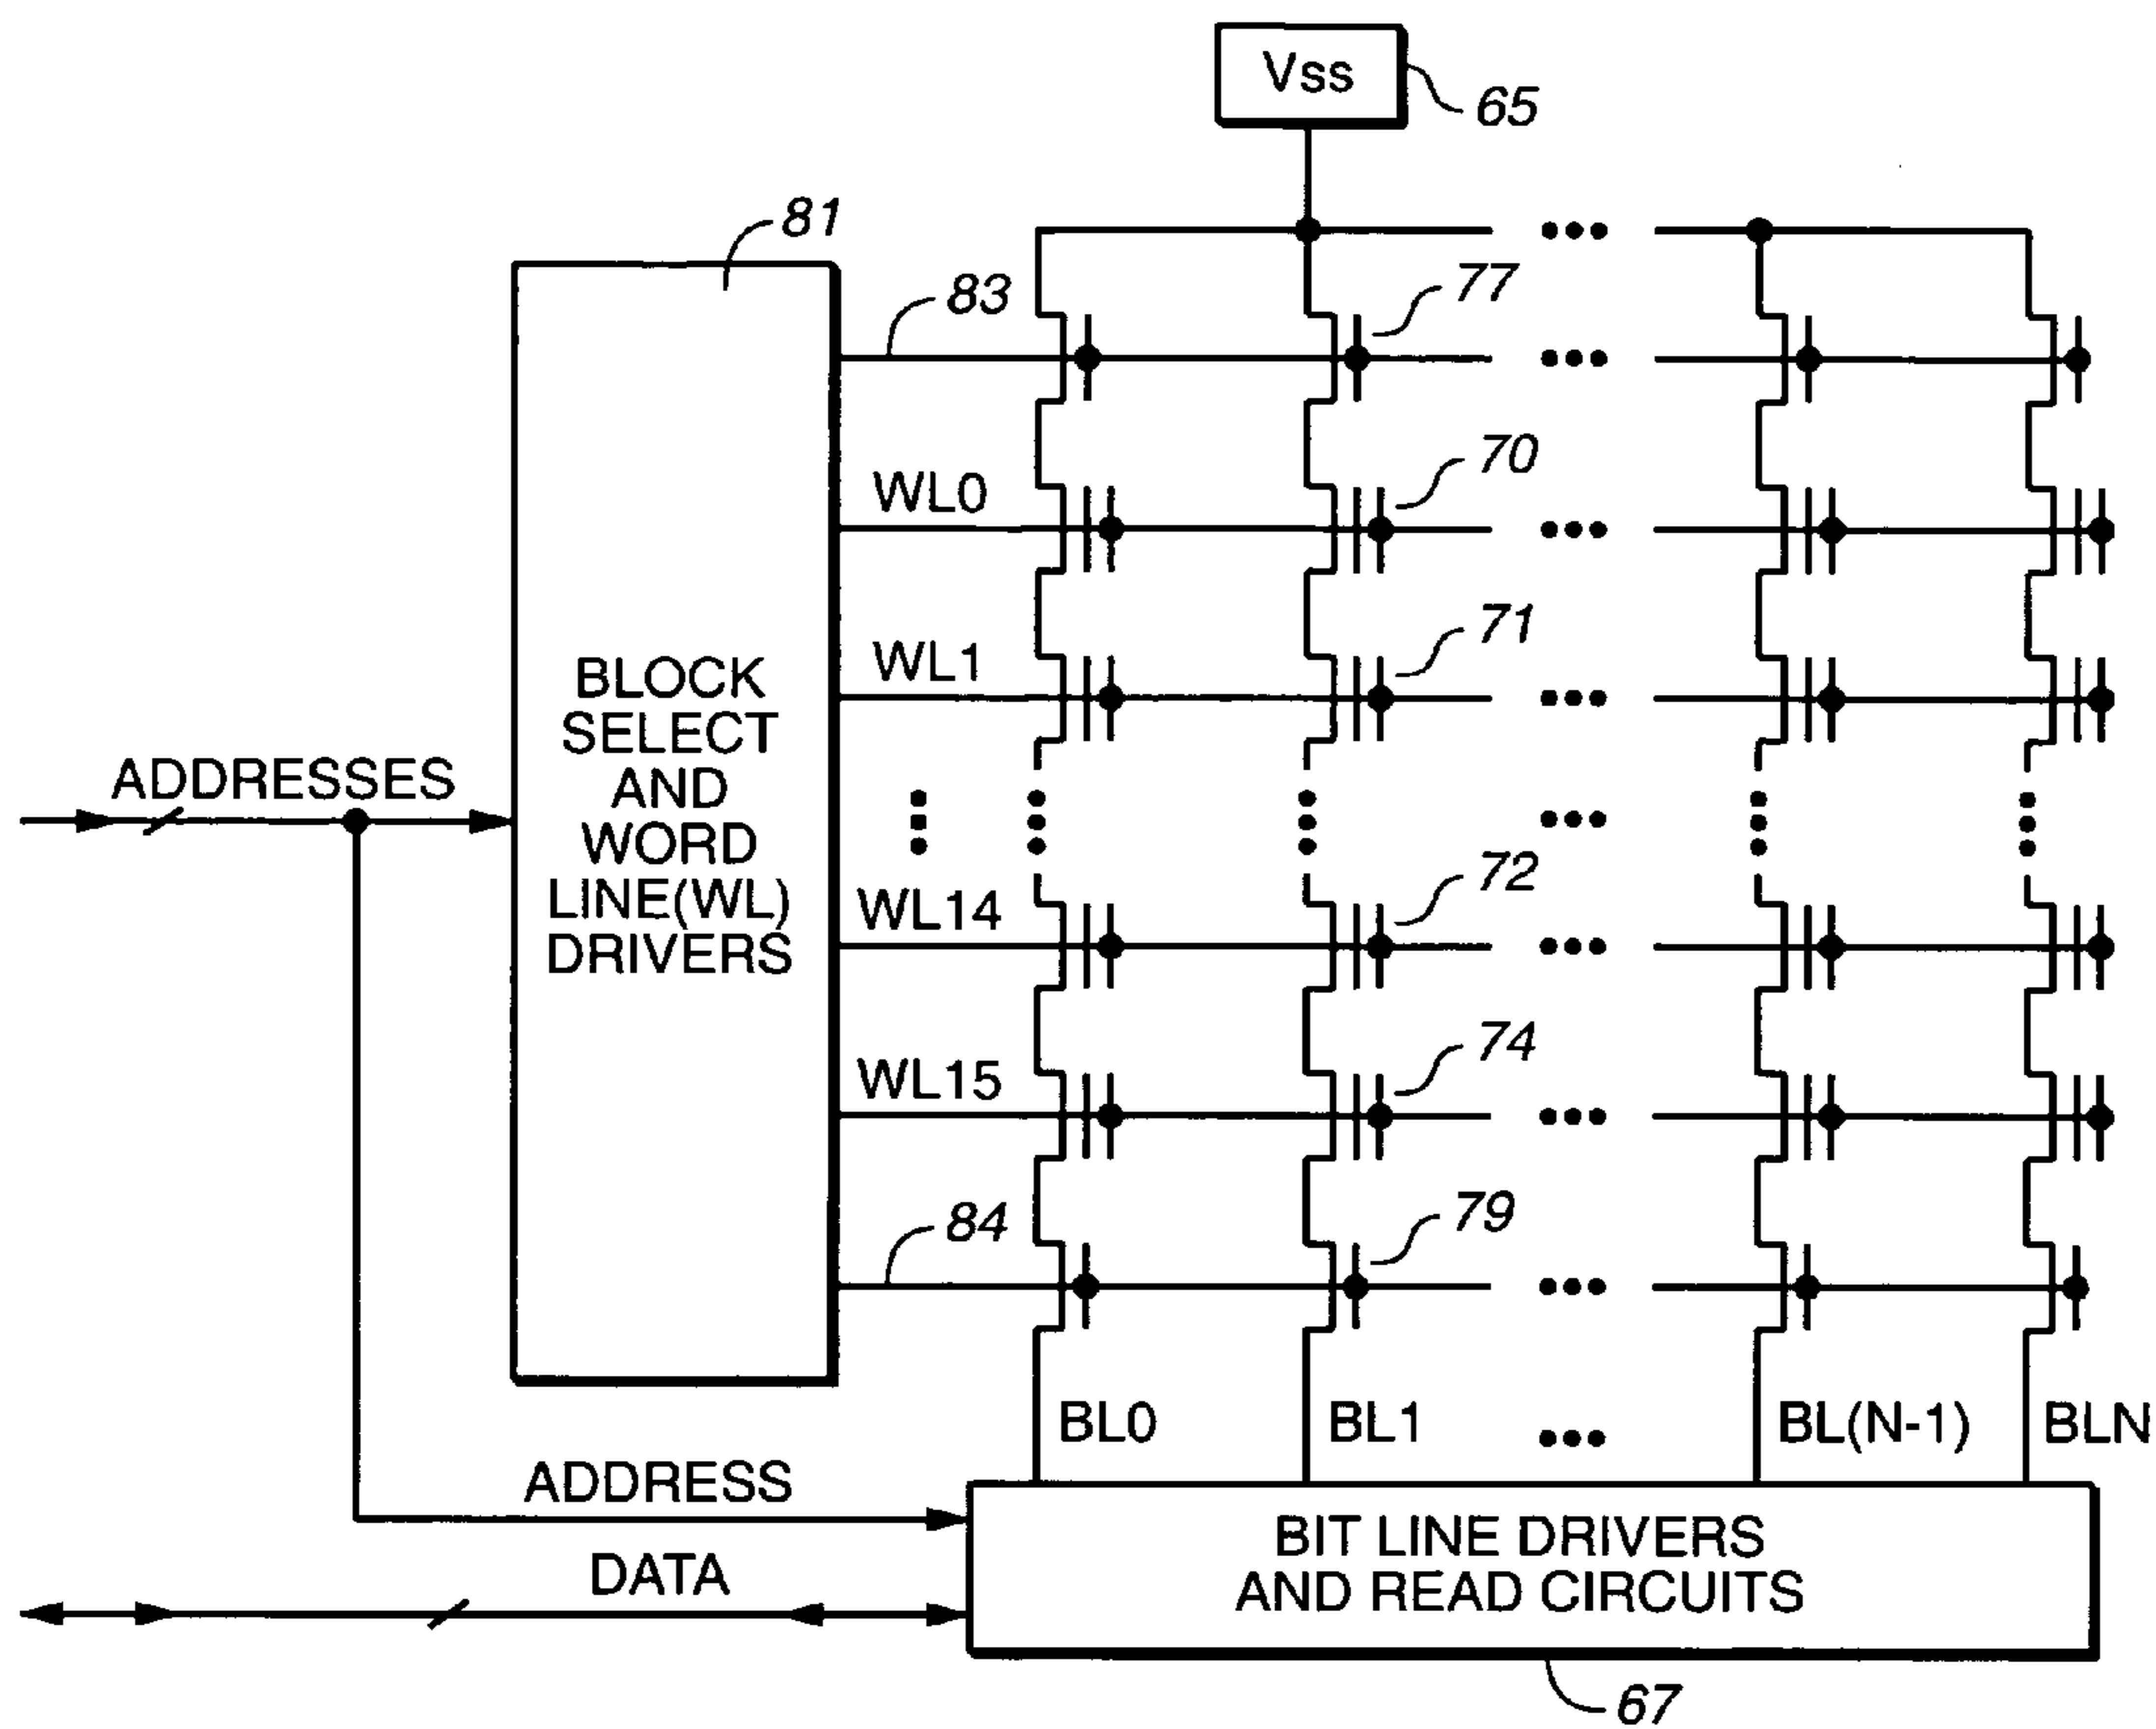 Vss
65
81
83
77
WL0
70
WL1
71
BLOCK
SELECT
AND
WORD
LINE(WL)
DRIVERS
ADDRESSES
WL14
72
WL15
74
84
79
BL0
BL1
BL(N-1)
BLN
ADDRESS
DATA
BIT LINE DRIVERS
AND READ CIRCUITS
67